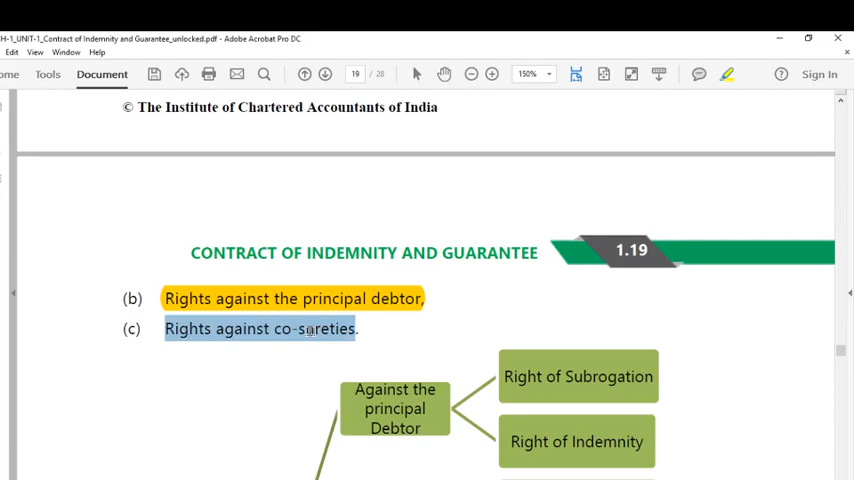 H-1_UNIT-1_Contract of Indemnity and Guarantee_unlocked.pdf - Adobe Acrobat Pro DC
Edit View Window Help
ome Tools Document 19 / 28 150% Sign In
© The Institute of Chartered Accountants of India
CONTRACT OF INDEMNITY AND GUARANTEE 1.19
(b) Rights against the principal debtor,
(c) Rights against co-sureties.
Against the
principal
Debtor
Right of Subrogation
Right of Indemnity